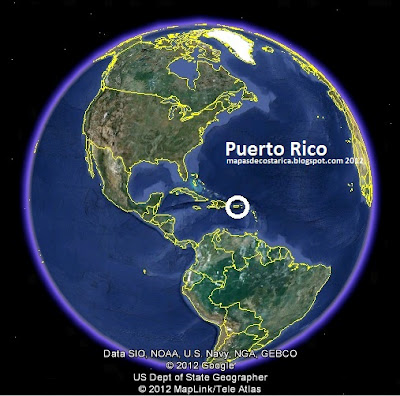 Puerto Rico
mapasdecostarica.blogspot.com 2012
Data SIO, NOAA, U.S. Navy, NGA, GEBCO
© 2012 Google
US Dept of State Geographer
© 2012 MapLink/Tele Atlas